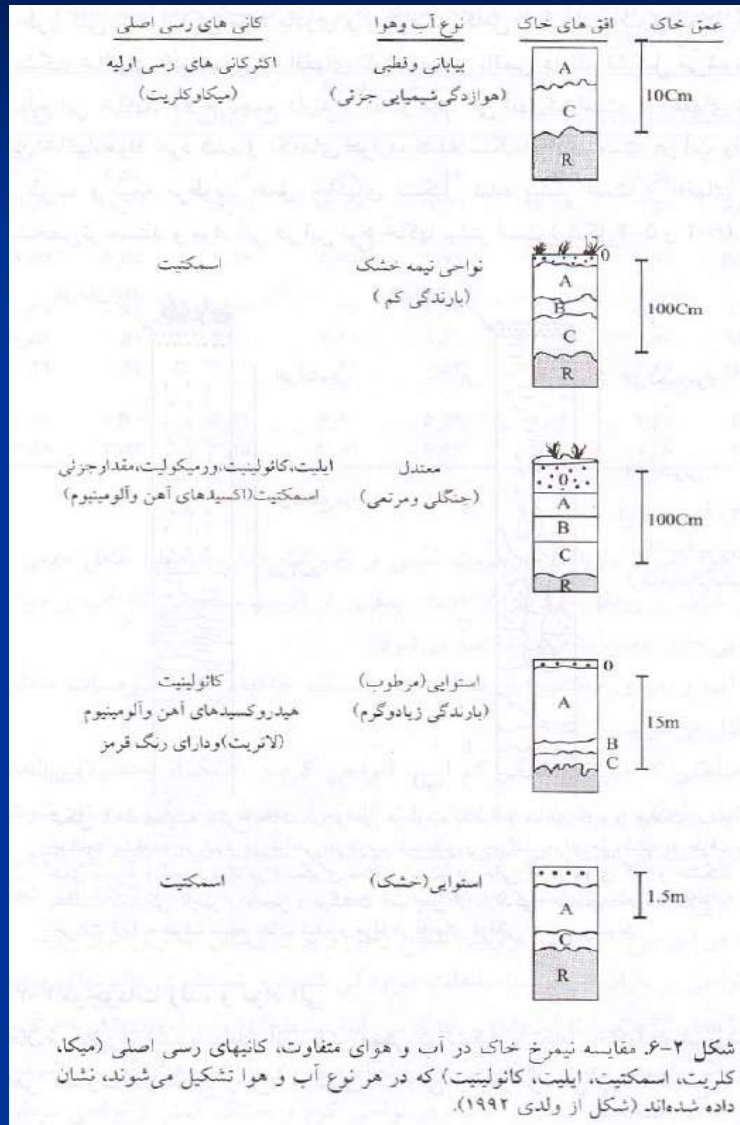 عمق خاک افق های خاک نوع آب و هوا کانی های رسی اصلی
10Cm
A
C
R
بیابانی وقطبی
(هوازدگی شیمیایی جزئی)
اکثرکانی های رسی اولیه
(میکاوکلریت)
100Cm
0
A
B
C
R
نواحی نیمه خشک
(بارندگی کم)
اسمکتیت
100Cm
0
A
B
C
R
معتدل
(جنگلی ومرتعی)
ایلیت،کائولینیت،ورمیکولیت،مقدارجزئی
اسمکتیت(اکسیدهای آهن وآلومینیوم)
15m
0
A
B
C
استوایی(مرطوب)
(بارندگی زیادوگرم)
کائولینیت
هیدروکسیدهای آهن وآلومینیوم
(لاتریت)ودارای رنگ قرمز
1.5m
A
C
R
استوایی(خشک)
اسمکتیت
شکل ۲-۶. مقایسه نیمرخ خاک در آب و هوای متفاوت، کانیهای رسی اصلی (میکا،
کلریت، اسمکتیت، ایلیت، کائولینیت) که در هر نوع آب و هوا تشکیل می‌شوند، نشان
داده شده‌اند (شکل از ولدی ۱۹۹۲).